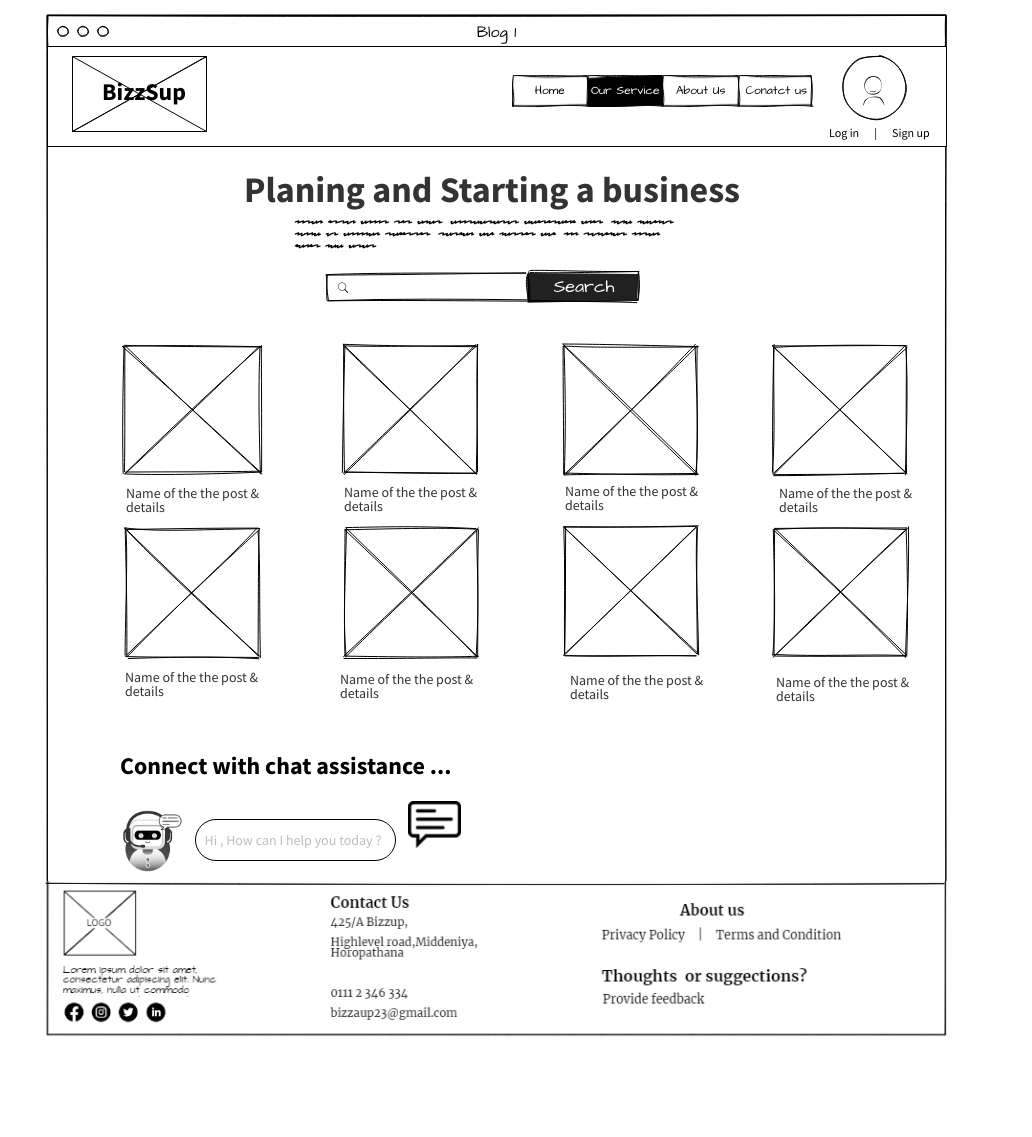 Blog 1
BizzSup
Home
Our Service
About Us
Conatct us
Log in | Sign up
Planing and Starting a business
Search
Name of the the post &
details
Name of the the post &
details
Name of the the post &
details
Name of the the post &
details
Name of the the post &
details
Name of the the post &
details
Name of the the post &
details
Name of the the post &
details
Connect with chat assistance ...
Hi , How can I help you today ?
LOGO
Lorem ipsum dolor sit amet,
consectetur adipiscing elit. Nunc
maximus, nulla ut commodo
Contact Us
425/A Bizzup,
Highlevel road,Middeniya,
Horopathana
0111 2 346 334
bizzaup23@gmail.com
About us
Privacy Policy | Terms and Condition
Thoughts or suggestions?
Provide feedback